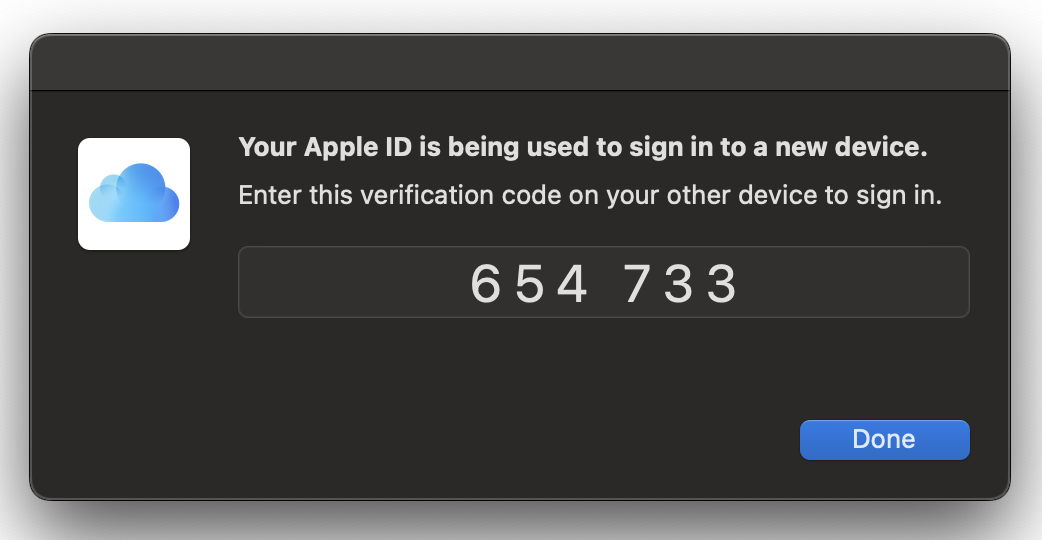 Your Apple ID is being used to sign in to a new device.
Enter this verification code on your other device to sign in.
654 733
Done